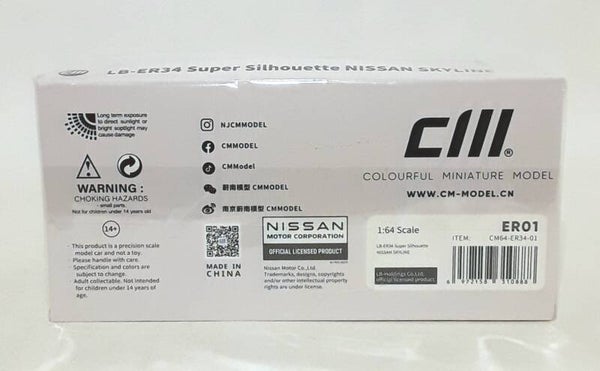 LB-ER34 Super Silhouette NISSAN SKYLINE
Long term exposure
to direct sunlight or
bright soptlight may
cause damage
WARNING :
CHOKING HAZARDS
- small parts.
Not for children under 14 years old
14+
This product is a precision scale
model car and not a toy.
Please handle with care.
Specification and colors are
subject to change.
Adult collectable. Not intended
for children under 14 years of
age.
NJCMMODEL
CMMODEL
CMModel
蔚南模型 CMMODEL
南京蔚南模型 CMMODEL
MADE IN
CHINA
NISSAN
MOTOR CORPORATION
OFFICIAL LICENSED PRODUCT
Nissan Motor Co.,Ltd.
Trademarks, designs, copyrights
and/or other intellectual property
rights are under license.
CM
®
COLOURFUL MINIATURE MODEL
WWW.CM-MODEL.CN
1:64 Scale
ER01
ITEM: CM64-ER34-01
LB-ER34 Super Silhouette
NISSAN SKYLINE
LB-Holdings Co,Ltd.
official licensed product
6 972158 310888